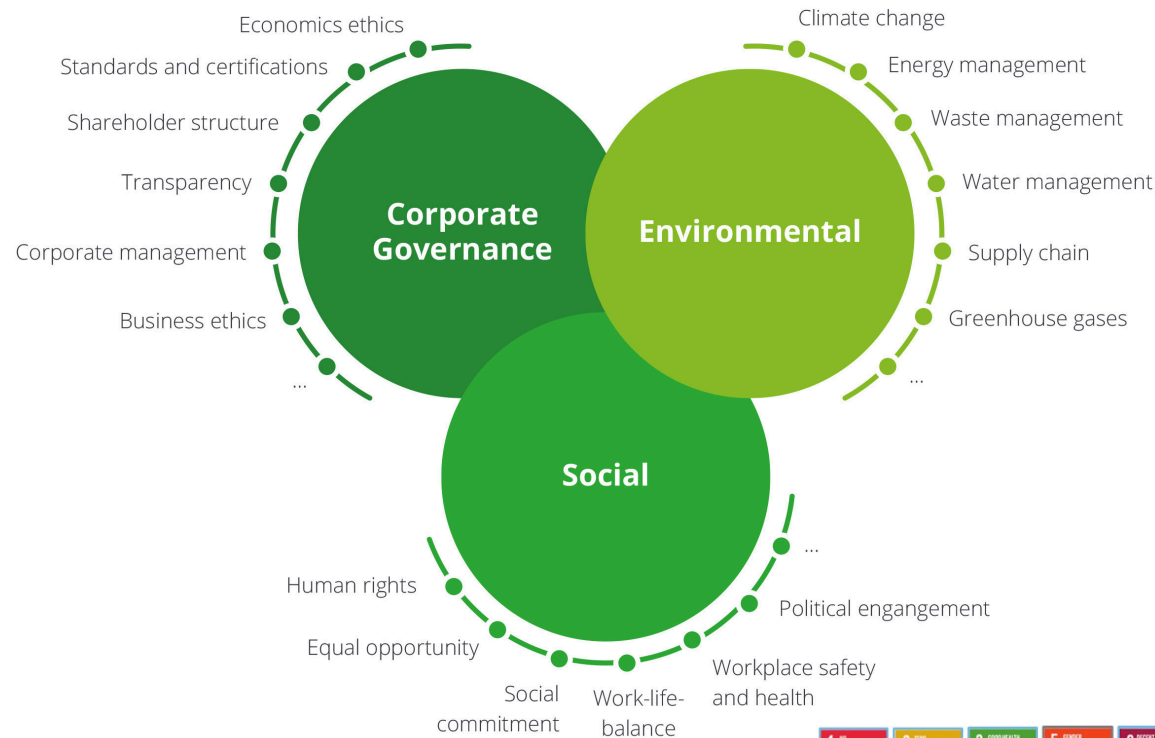 Economics ethics
Standards and certifications
Shareholder structure
Transparency
Corporate management
Business ethics
...
Corporate
Governance
Climate change
Energy management
Waste management
Water management
Supply chain
Greenhouse gases
...
Environmental
Social
Human rights
Equal opportunity
Social
commitment
Work-life-
balance
Workplace safety
and health
Political engangement
...